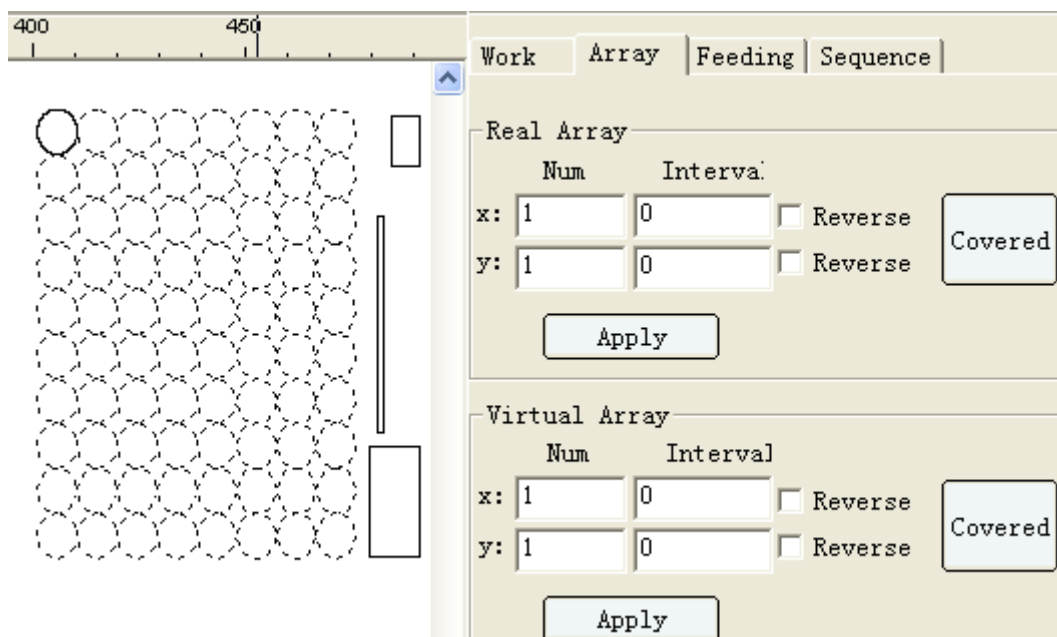 400 450
Work Array Feeding Sequence
Real Array
Num Interva
x: 1 0 Reverse
Covered
y: 1 0 Reverse
Apply
Virtual Array
Num Interval
x: 1 0 Reverse
Covered
y: 1 0 Reverse
Apply